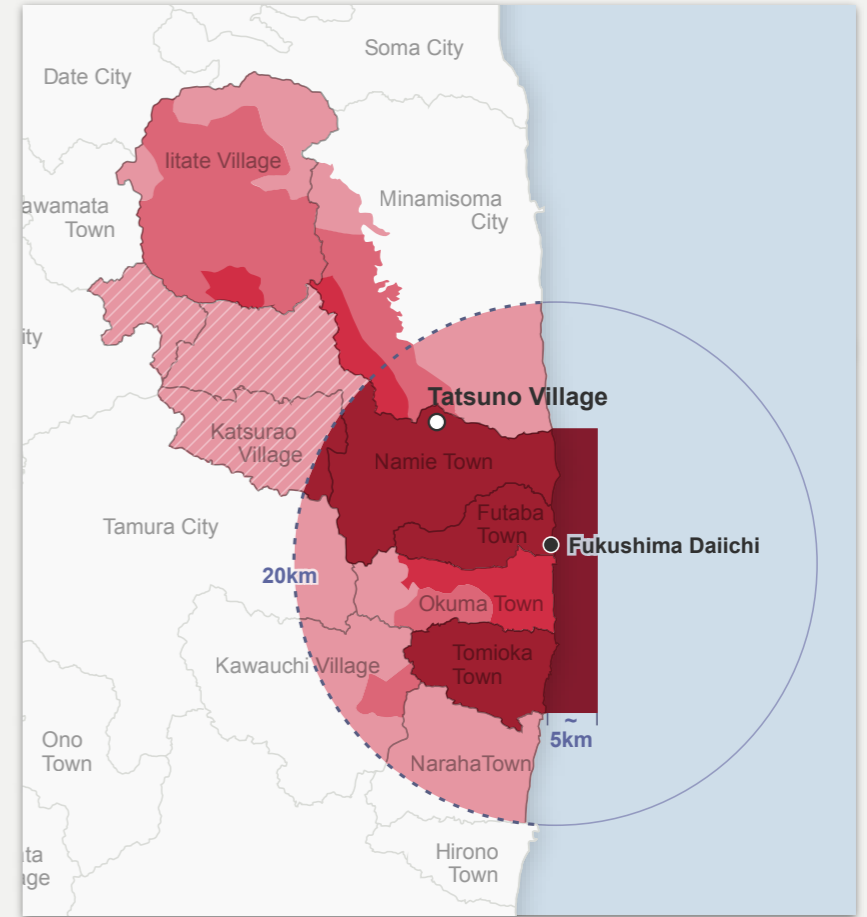 Soma City
Date City
Iitate Village
Minamisoma
City
awamata
Town
ity
Tatsuno Village
Katsurao
Village
Namie Town
Futaba
Town
Tamura City
Fukushima Daiichi
20km
Okuma Town
Kawauchi Village
Tomioka
Town
~
5km
Ono
Town
NarahaTown
Hirono
Town
ta
age